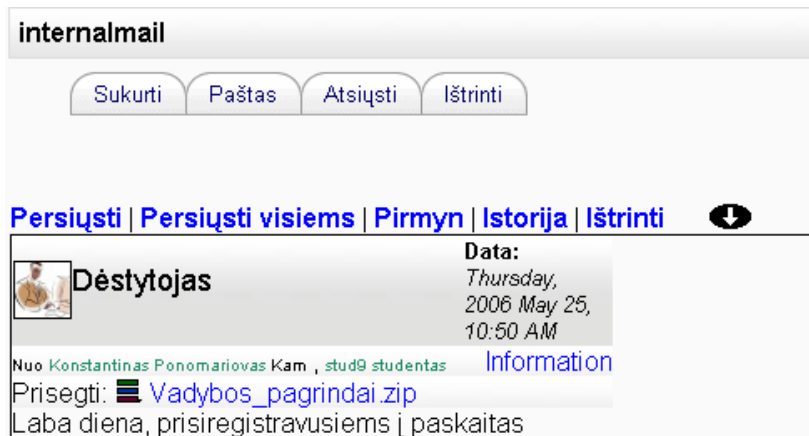 internalmail
Sukurti Paštas Atsiųsti Ištrinti
Persiųsti | Persiųsti visiems | Pirmyn | Istorija | Ištrinti
Dėstytojas
Data:
Thursday,
2006 May 25,
10:50 AM
Nuo Konstantinas Ponomariovas Kam , stud9 studentas Information
Prisegti: Vadybos_pagrindai.zip
Laba diena, prisiregistravusiems į paskaitas